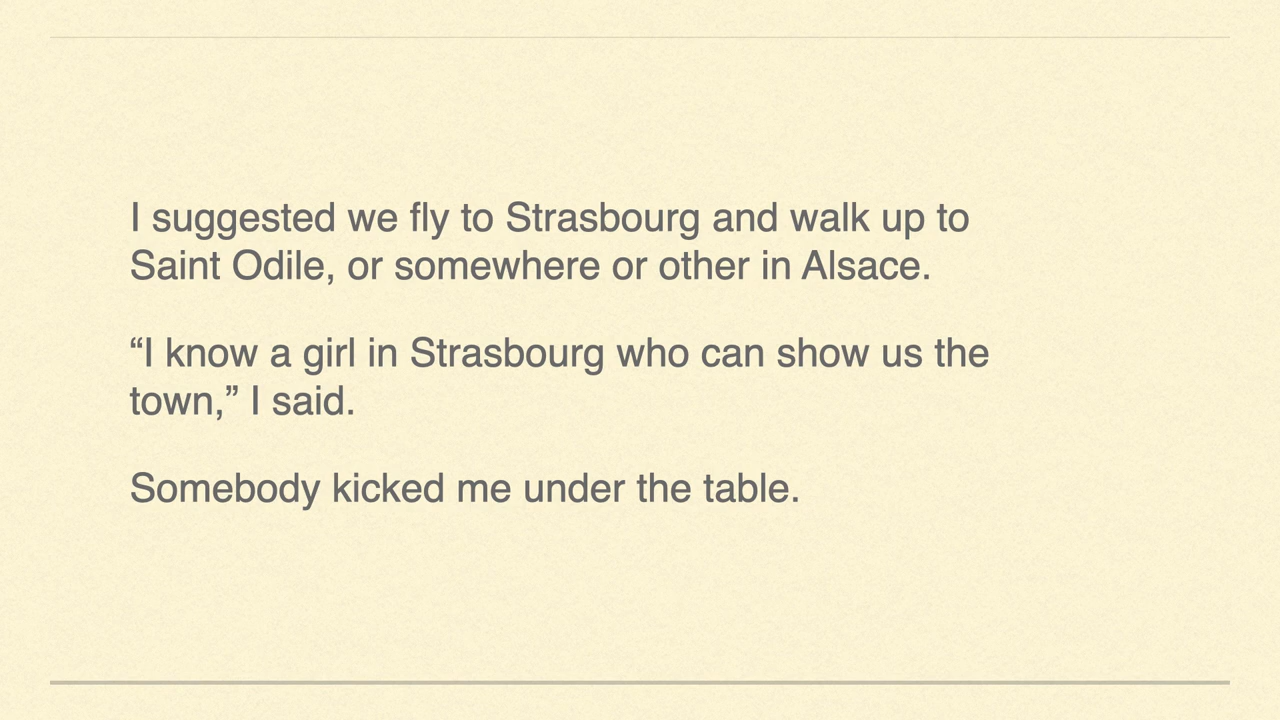 I suggested we fly to Strasbourg and walk up to
Saint Odile, or somewhere or other in Alsace.
“I know a girl in Strasbourg who can show us the
town,” I said.
Somebody kicked me under the table.